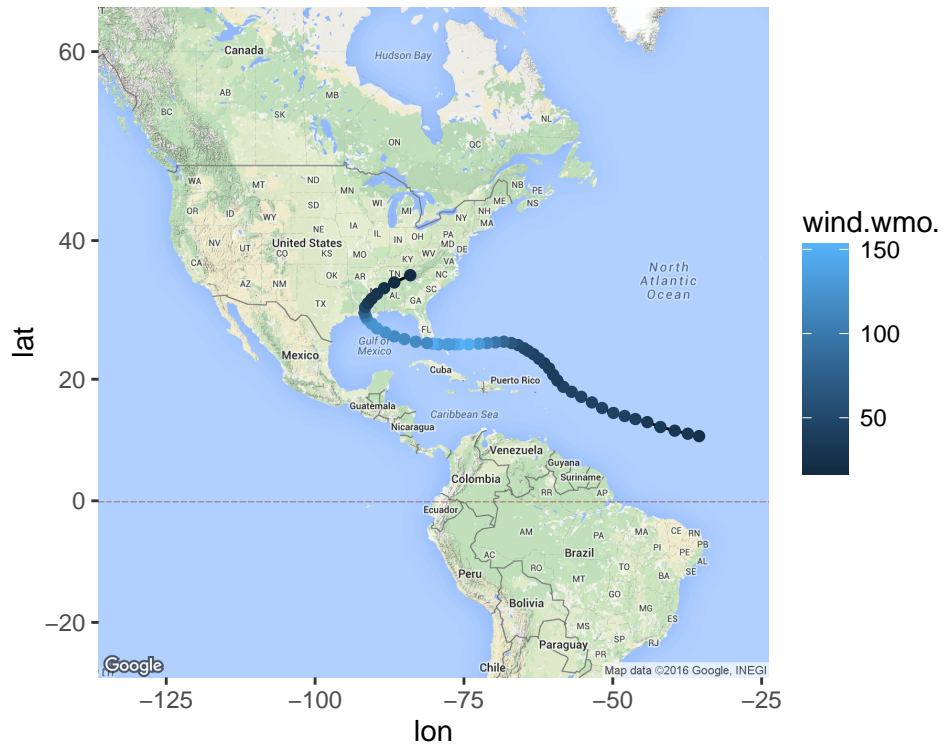 60
Canada
Hudson Bay
AB
MB
BC
SK
NL
ON
QC
WA
MT
ND
MN
NB
PE
OR
ID
SD
WI
MI
ME
NS
WY
NH
NY
MA
NE
IA
40
NV
UT
United States
IL
IN
OH
PA
MD
DE
CO
KS
MO
WV
VA
KY
CA
OK
AR
TN
NC
AZ
NM
SC
AL
GA
TX
North
Atlantic
Ocean
FL
Gulf of
Mexico
Mexico
Cuba
20
Puerto Rico
Guatemala
Caribbean Sea
Nicaragua
Venezuela
Guyana
Colombia
Suriname
RR
AP
0
Ecuador
AM
PA
MA
CE
RN
PB
PI
PE
AC
Brazil
AL
RO
TO
SE
Peru
MT
BA
GO
Bolivia
MG
ES
−20
MS
SP
RJ
Paraguay
PR
Chile
Google
Map data ©2016 Google, INEGI
−125
−100
−75
−50
−25
lon
lat
wind.wmo.
150
100
50